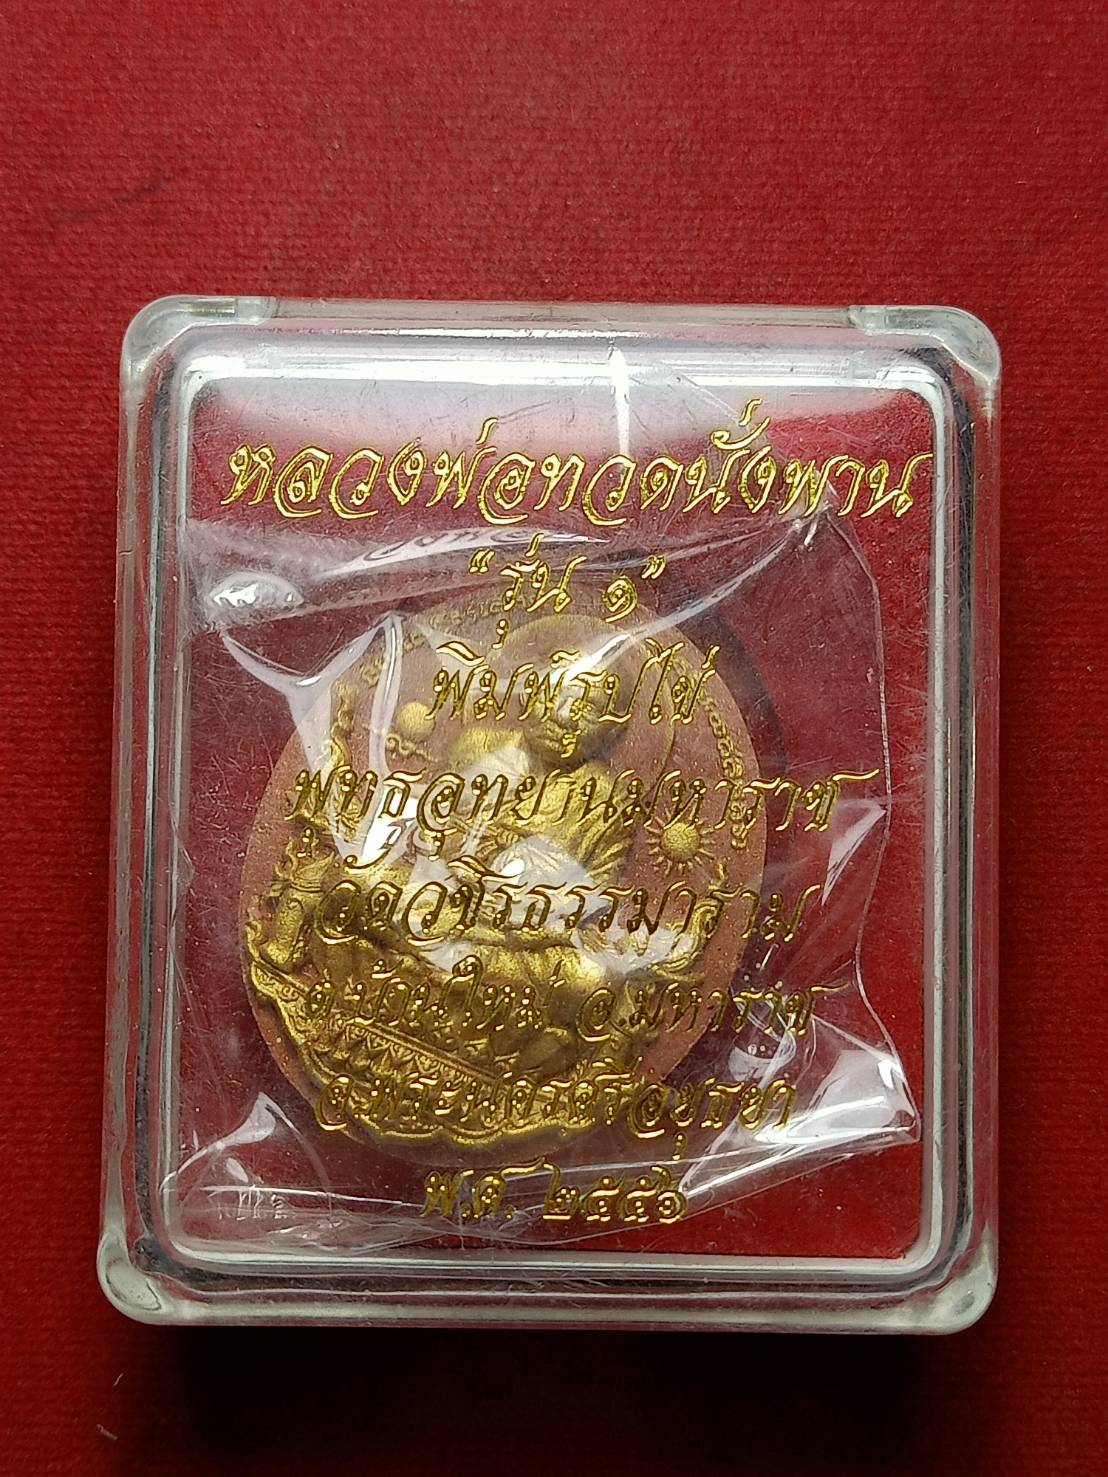 หลวงพ่อทวดนั่งพาน
"รุ่น ๑"
พิมพ์รูปไข่
พุทธอุทยานมหาราช
วัดวชิรธรรมาราม
ต.บ้านใหม่ อ.มหาราช
จ.พระนครศรีอยุธยา
พ.ศ. ๒๕๕๖